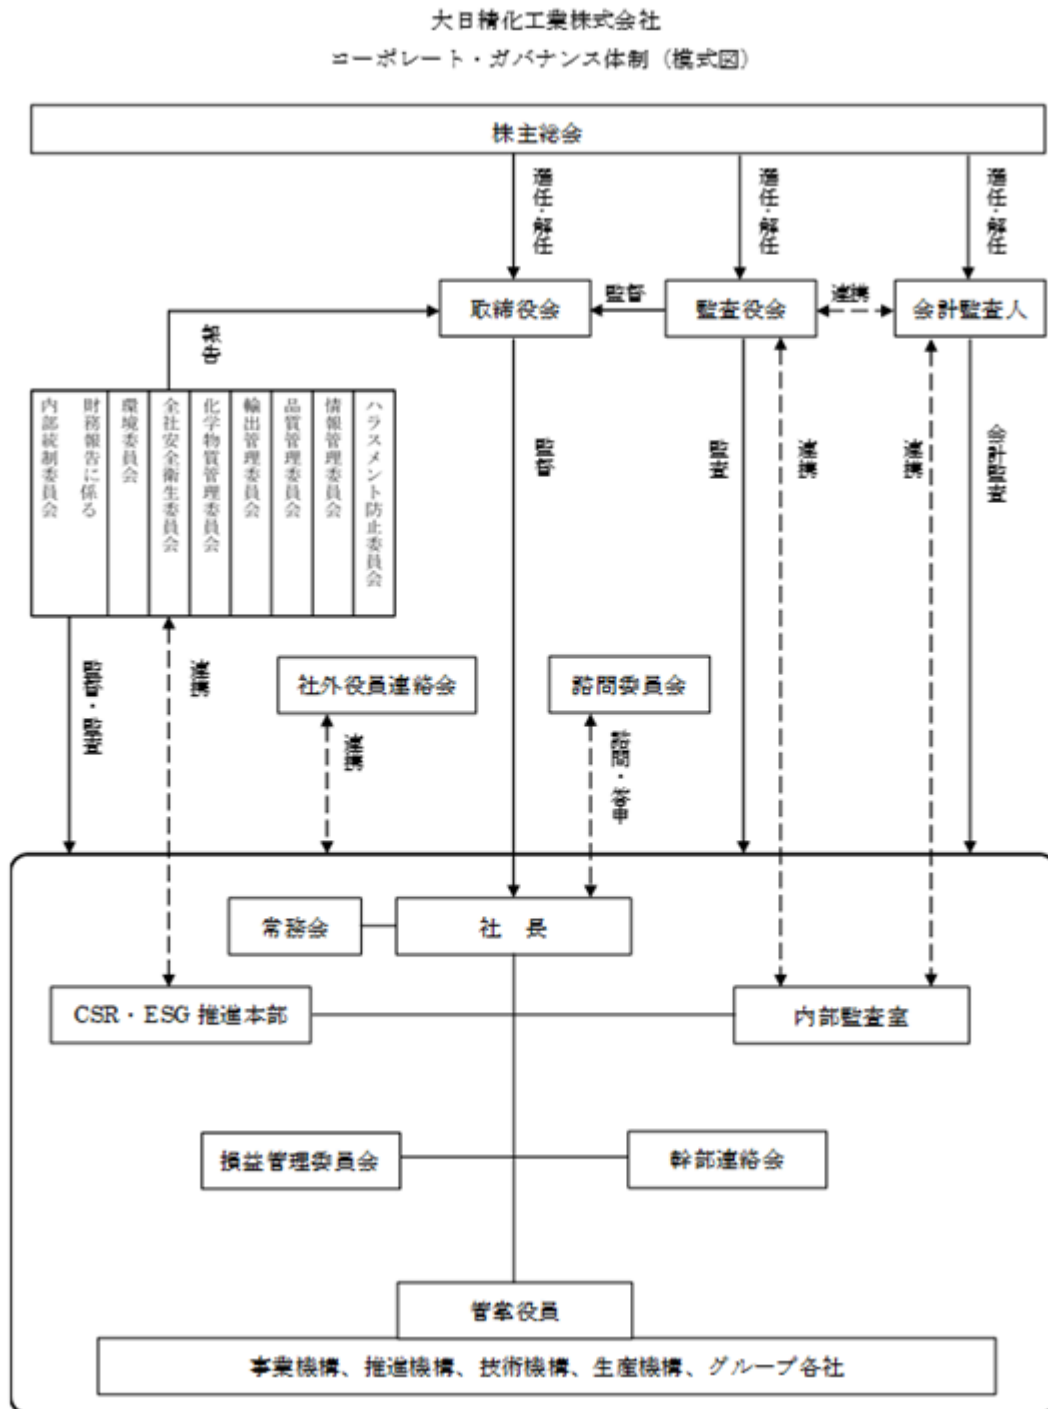 大日精化工業株式会社
コーポレート・ガバナンス体制（模式図）
株主総会
選任・解任
選任・解任
選任・解任
取締役会
監督
監査役会
連携
会計監査人
報告
財務報告に係る
内部統制委員会
環境委員会
全社安全衛生委員会
化学物質管理委員会
輸出管理委員会
品質管理委員会
情報管理委員会
ハラスメント防止委員会
監査
連携
連携
会計監査
連携
社外役員連絡会
諮問委員会
連携
諮問・答申
常務会
社　長
CSR・ESG 推進本部
内部監査室
損益管理委員会
幹部連絡会
管掌役員
事業機構、推進機構、技術機構、生産機構、グループ各社